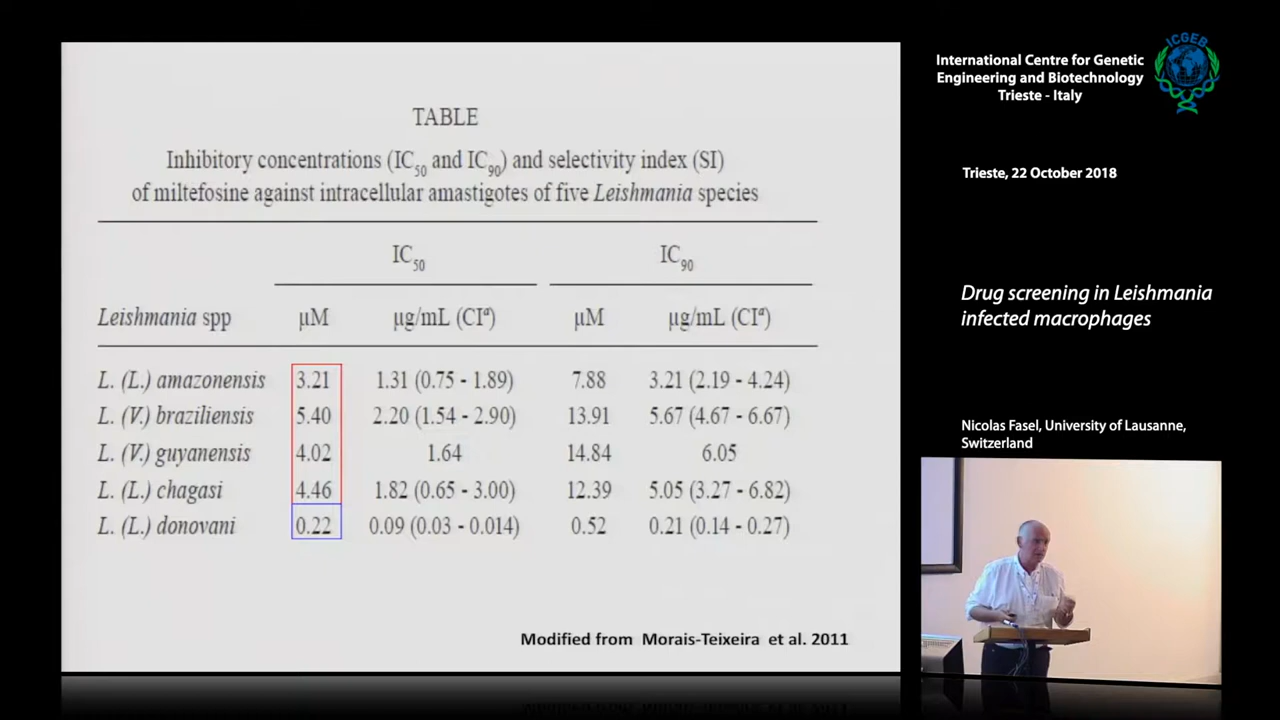 TABLE
Inhibitory concentrations (IC50 and IC90) and selectivity index (SI)
of miltefosine against intracellular amastigotes of five Leishmania species
IC50 IC90
Leishmania spp µM µg/mL (CIª) µM µg/mL (CIª)
L. (L.) amazonensis 3.21 1.31 (0.75 - 1.89) 7.88 3.21 (2.19 - 4.24)
L. (V.) braziliensis 5.40 2.20 (1.54 - 2.90) 13.91 5.67 (4.67 - 6.67)
L. (V.) guyanensis 4.02 1.64 14.84 6.05
L. (L.) chagasi 4.46 1.82 (0.65 - 3.00) 12.39 5.05 (3.27 - 6.82)
L. (L.) donovani 0.22 0.09 (0.03 - 0.014) 0.52 0.21 (0.14 - 0.27)
Modified from Morais-Teixeira et al. 2011
International Centre for Genetic
Engineering and Biotechnology
Trieste - Italy
ICGEB
Trieste, 22 October 2018
Drug screening in Leishmania
infected macrophages
Nicolas Fasel, University of Lausanne,
Switzerland